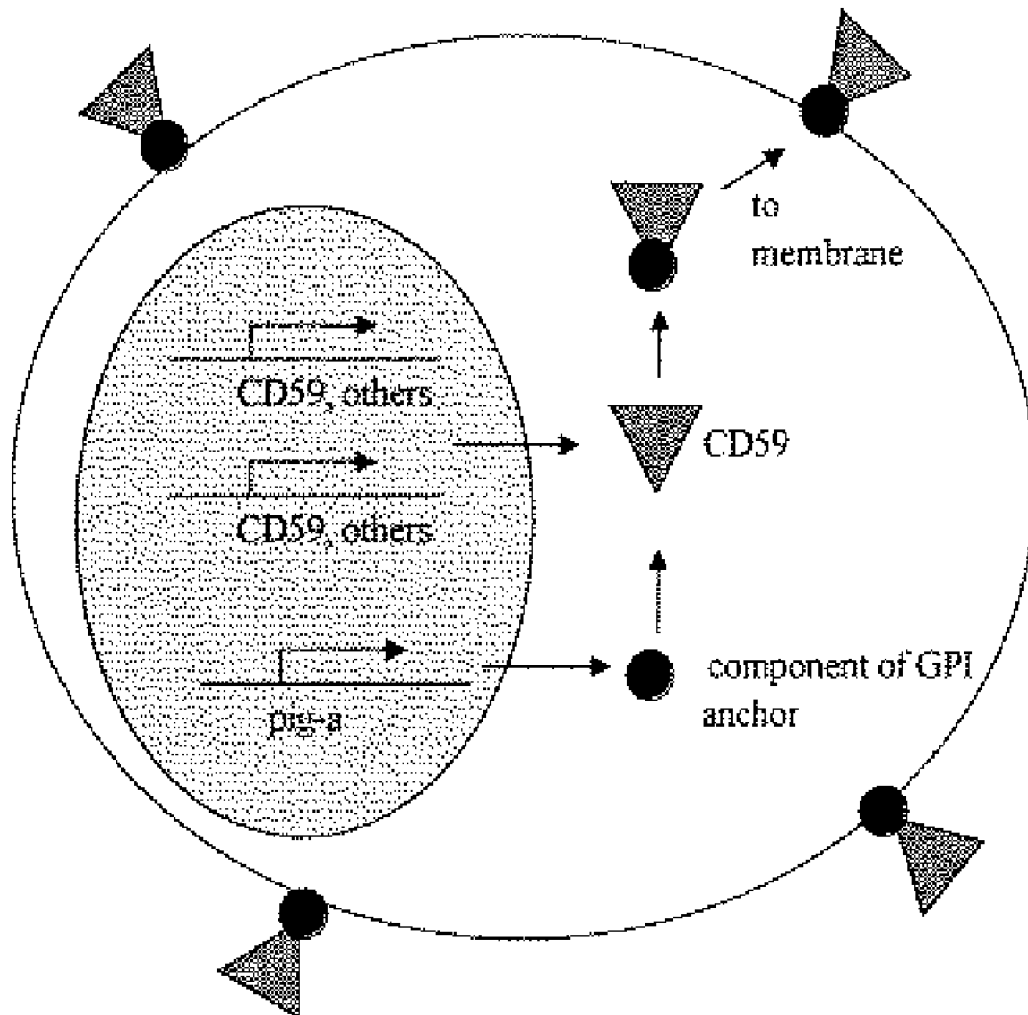 to
membrane
CD59, others
CD59
CD59, others
component of GPI
anchor
pig-a